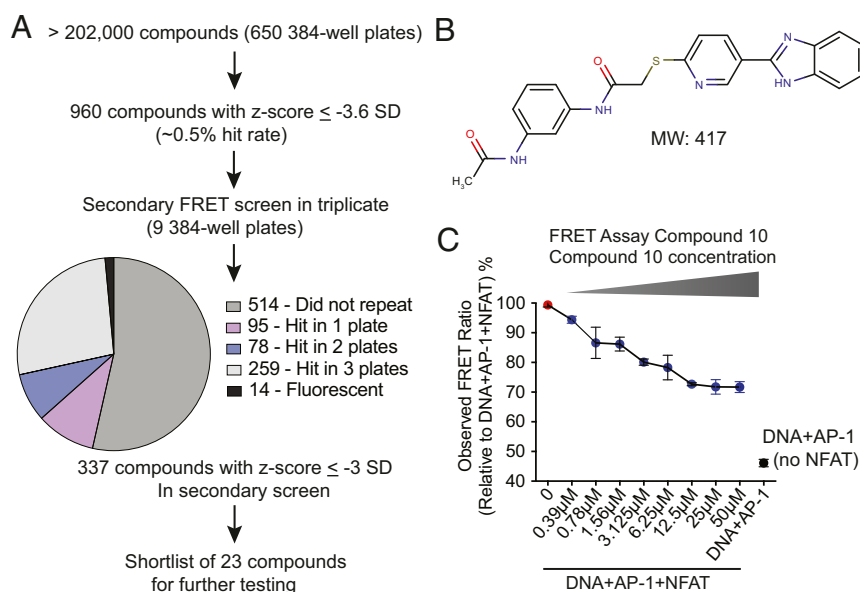 A
> 202,000 compounds (650 384-well plates)
960 compounds with z-score ≤ -3.6 SD
(~0.5% hit rate)
Secondary FRET screen in triplicate
(9 384-well plates)
514 - Did not repeat
95 - Hit in 1 plate
78 - Hit in 2 plates
259 - Hit in 3 plates
14 - Fluorescent
337 compounds with z-score ≤ -3 SD
In secondary screen
Shortlist of 23 compounds
for further testing
B
O
S
N
N
NH
NH
O
NH
H₃C
MW: 417
C
FRET Assay Compound 10
Compound 10 concentration
Observed FRET Ratio
(Relative to DNA+AP-1+NFAT) %
100
90
80
70
60
50
40
DNA+AP-1
(no NFAT)
0
0.39µM
0.78µM
1.56µM
3.125µM
6.25µM
12.5µM
25µM
50µM
DNA+AP-1
DNA+AP-1+NFAT